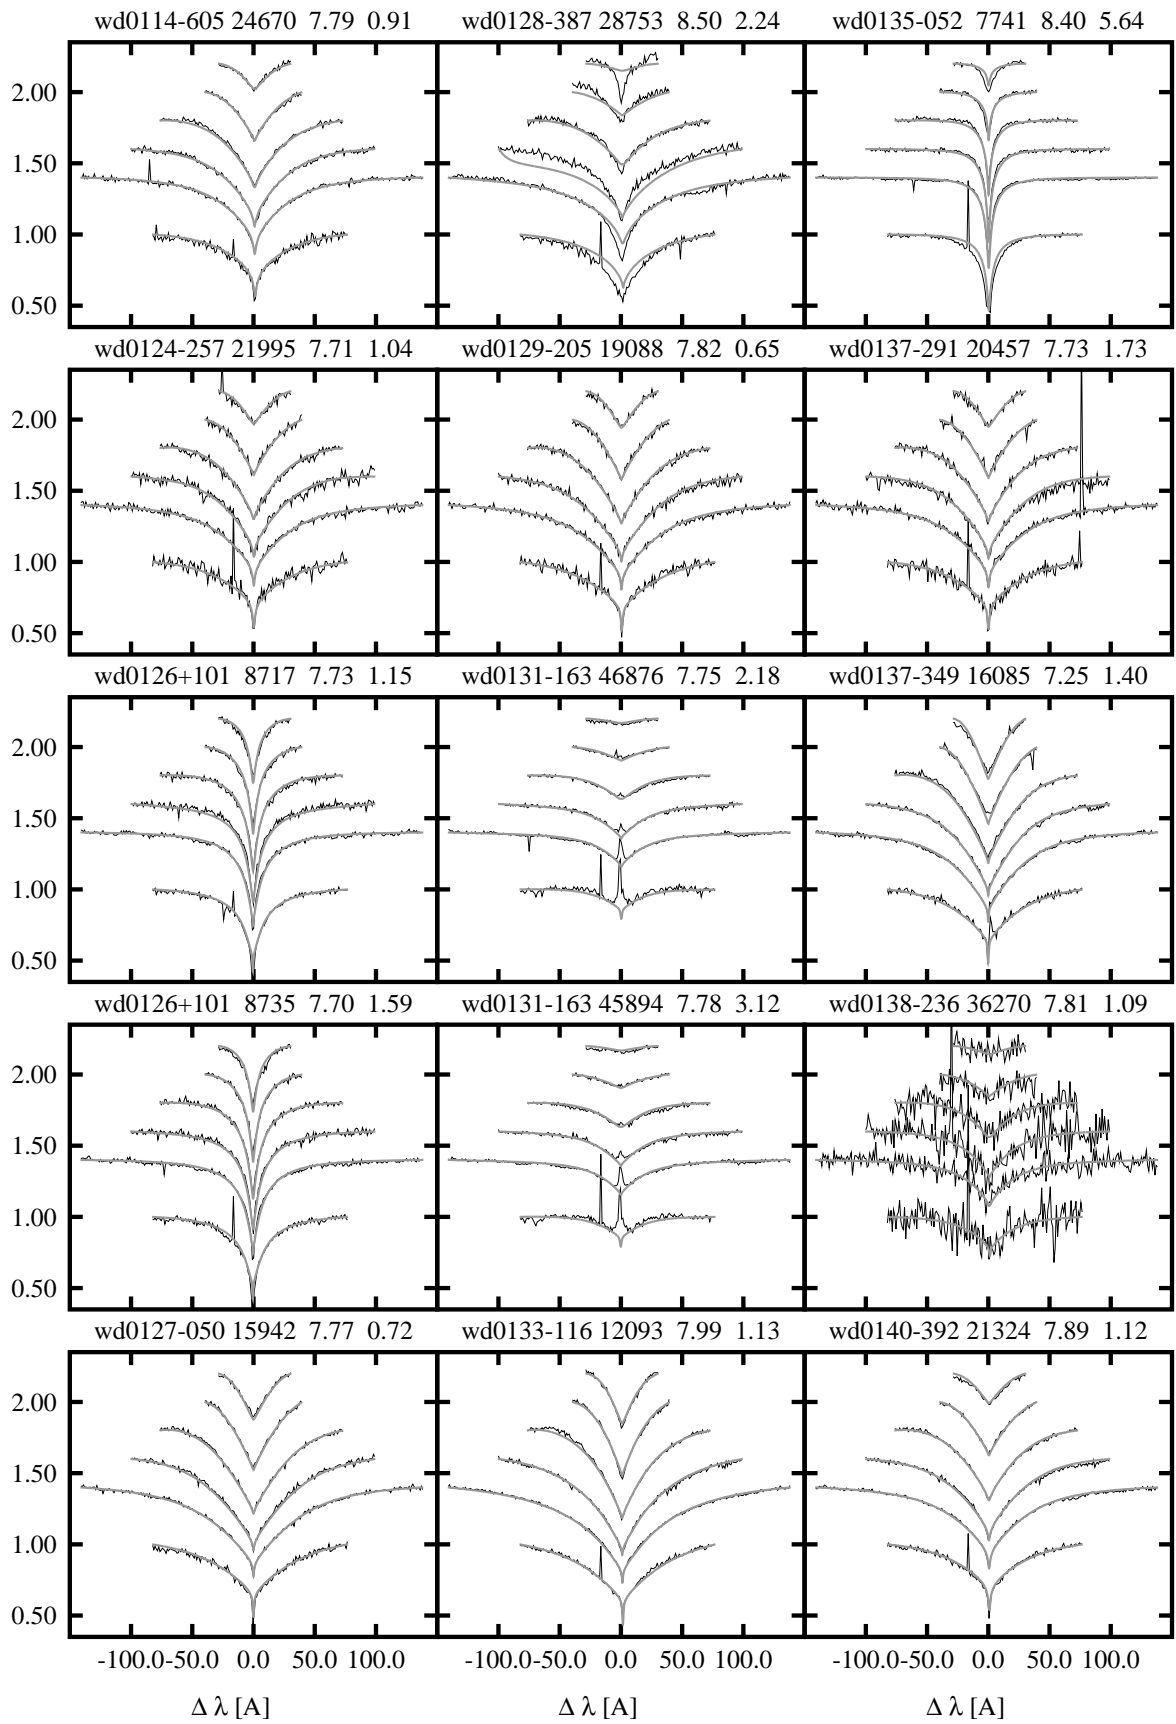 wd0114-605 24670 7.79 0.91
wd0128-387 28753 8.50 2.24
wd0135-052 7741 8.40 5.64
2.00
1.50
1.00
0.50
wd0124-257 21995 7.71 1.04
wd0129-205 19088 7.82 0.65
wd0137-291 20457 7.73 1.73
2.00
1.50
1.00
0.50
wd0126+101 8717 7.73 1.15
wd0131-163 46876 7.75 2.18
wd0137-349 16085 7.25 1.40
2.00
1.50
1.00
0.50
wd0126+101 8735 7.70 1.59
wd0131-163 45894 7.78 3.12
wd0138-236 36270 7.81 1.09
2.00
1.50
1.00
0.50
wd0127-050 15942 7.77 0.72
wd0133-116 12093 7.99 1.13
wd0140-392 21324 7.89 1.12
2.00
1.50
1.00
0.50
-100.0 -50.0 0.0 50.0 100.0
-100.0 -50.0 0.0 50.0 100.0
-100.0 -50.0 0.0 50.0 100.0
Δ λ [A]
Δ λ [A]
Δ λ [A]